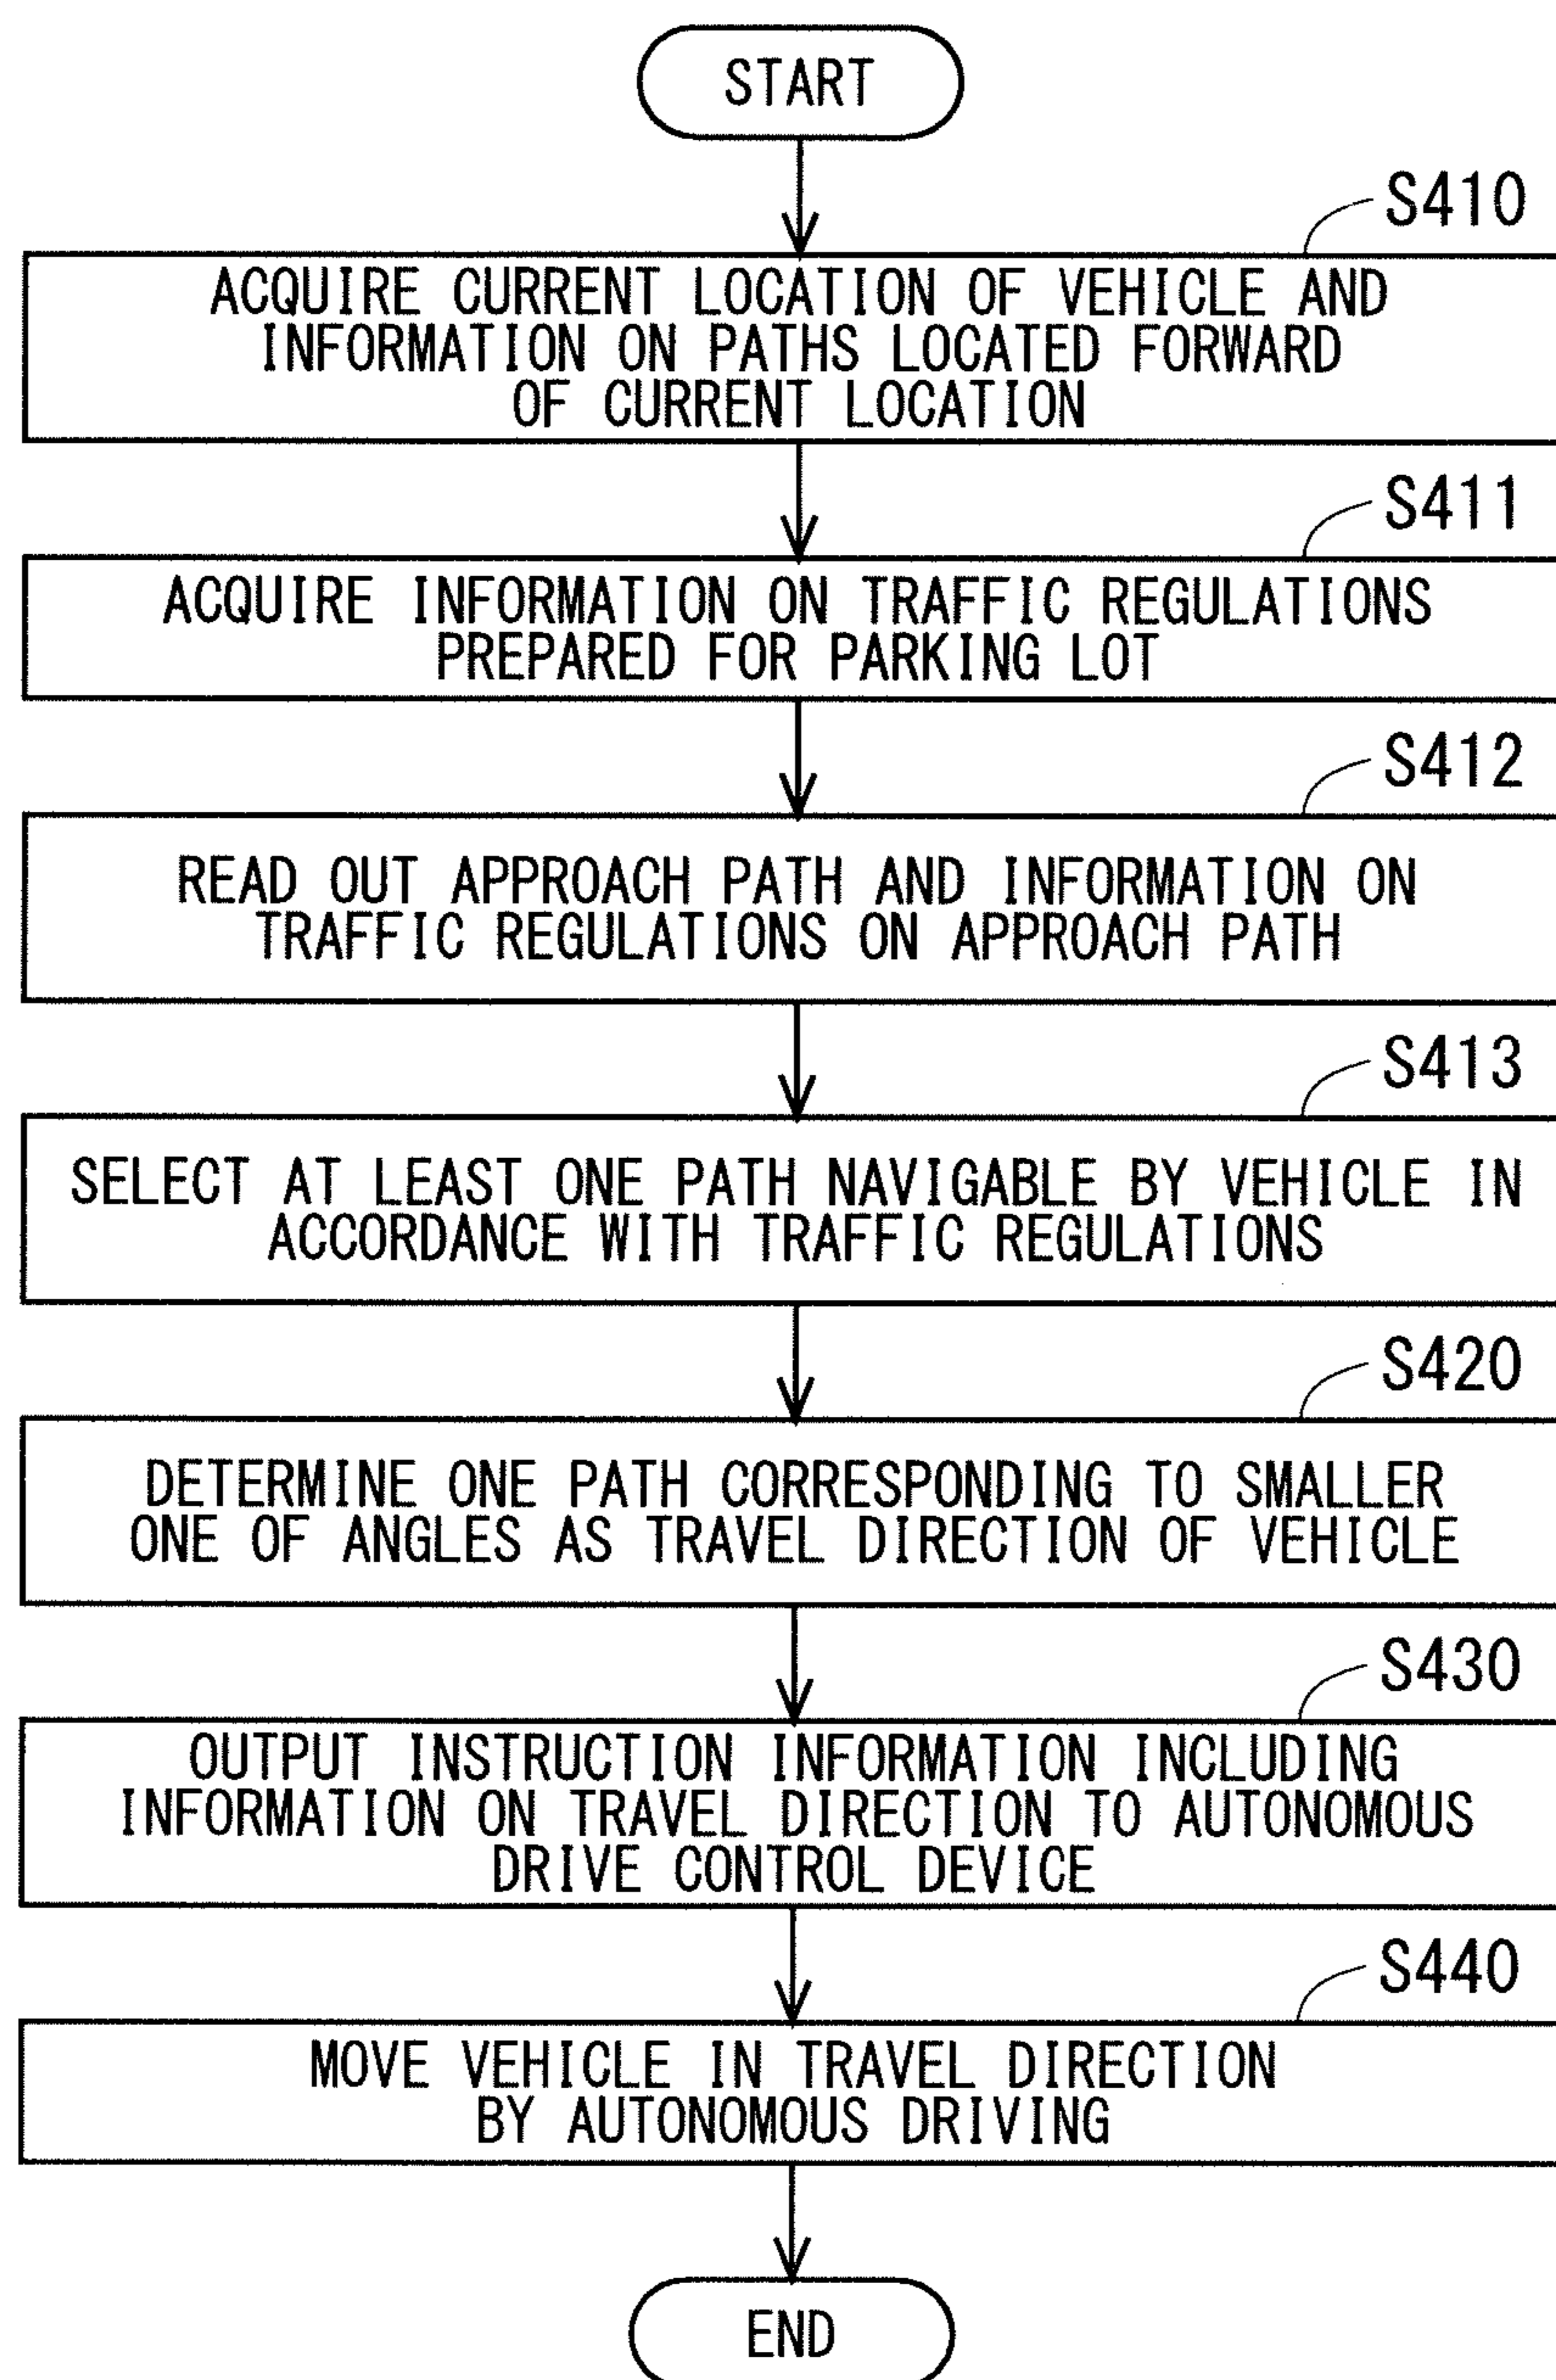 START
S410
ACQUIRE CURRENT LOCATION OF VEHICLE AND
INFORMATION ON PATHS LOCATED FORWARD
OF CURRENT LOCATION
S411
ACQUIRE INFORMATION ON TRAFFIC REGULATIONS
PREPARED FOR PARKING LOT
S412
READ OUT APPROACH PATH AND INFORMATION ON
TRAFFIC REGULATIONS ON APPROACH PATH
S413
SELECT AT LEAST ONE PATH NAVIGABLE BY VEHICLE IN
ACCORDANCE WITH TRAFFIC REGULATIONS
S420
DETERMINE ONE PATH CORRESPONDING TO SMALLER
ONE OF ANGLES AS TRAVEL DIRECTION OF VEHICLE
S430
OUTPUT INSTRUCTION INFORMATION INCLUDING
INFORMATION ON TRAVEL DIRECTION TO AUTONOMOUS
DRIVE CONTROL DEVICE
S440
MOVE VEHICLE IN TRAVEL DIRECTION
BY AUTONOMOUS DRIVING
END